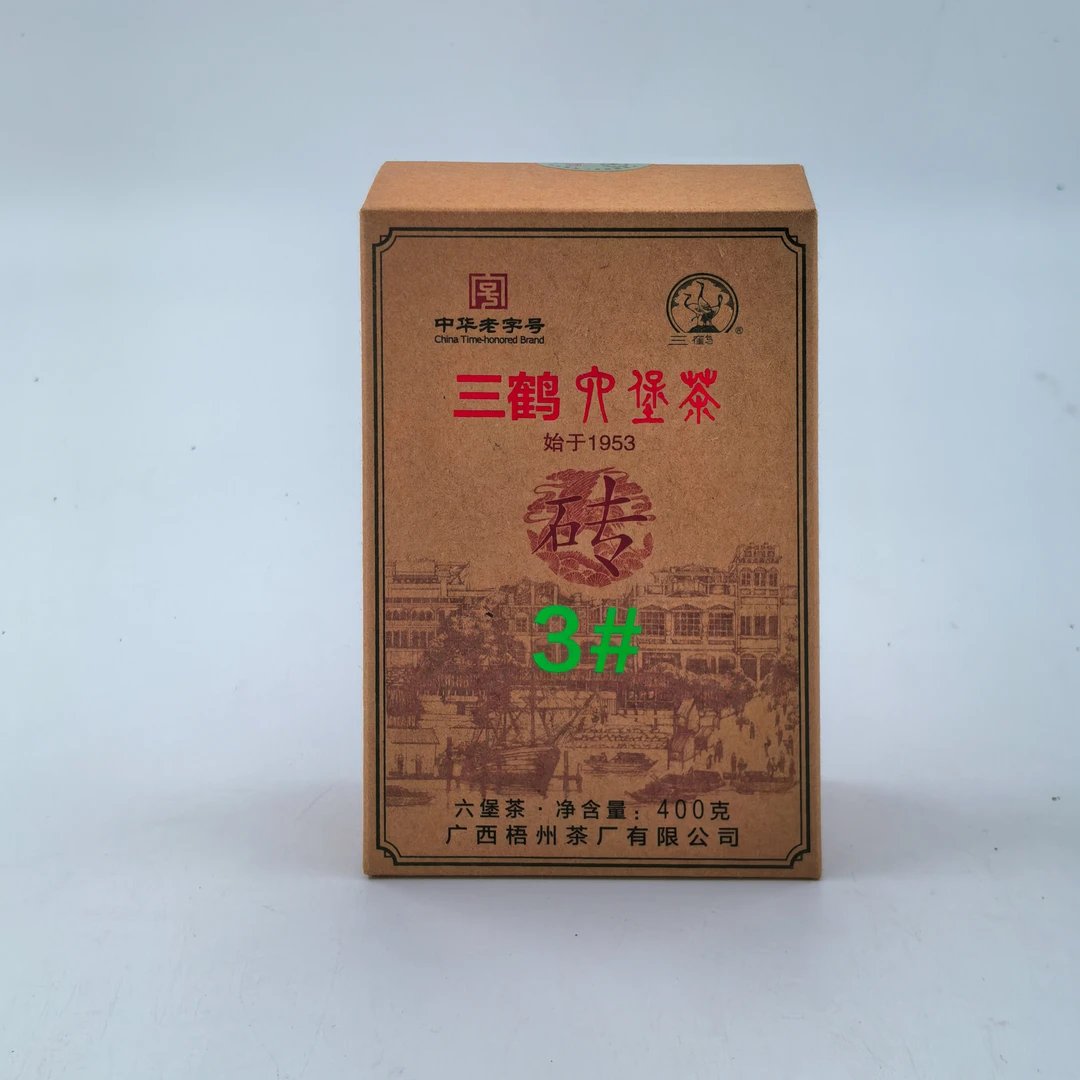 中华老字号
China Time-honored Brand
三鹤
®
三鹤六堡茶
始于1953
砖
3#
六堡茶·净含量：400克
广西梧州茶厂有限公司